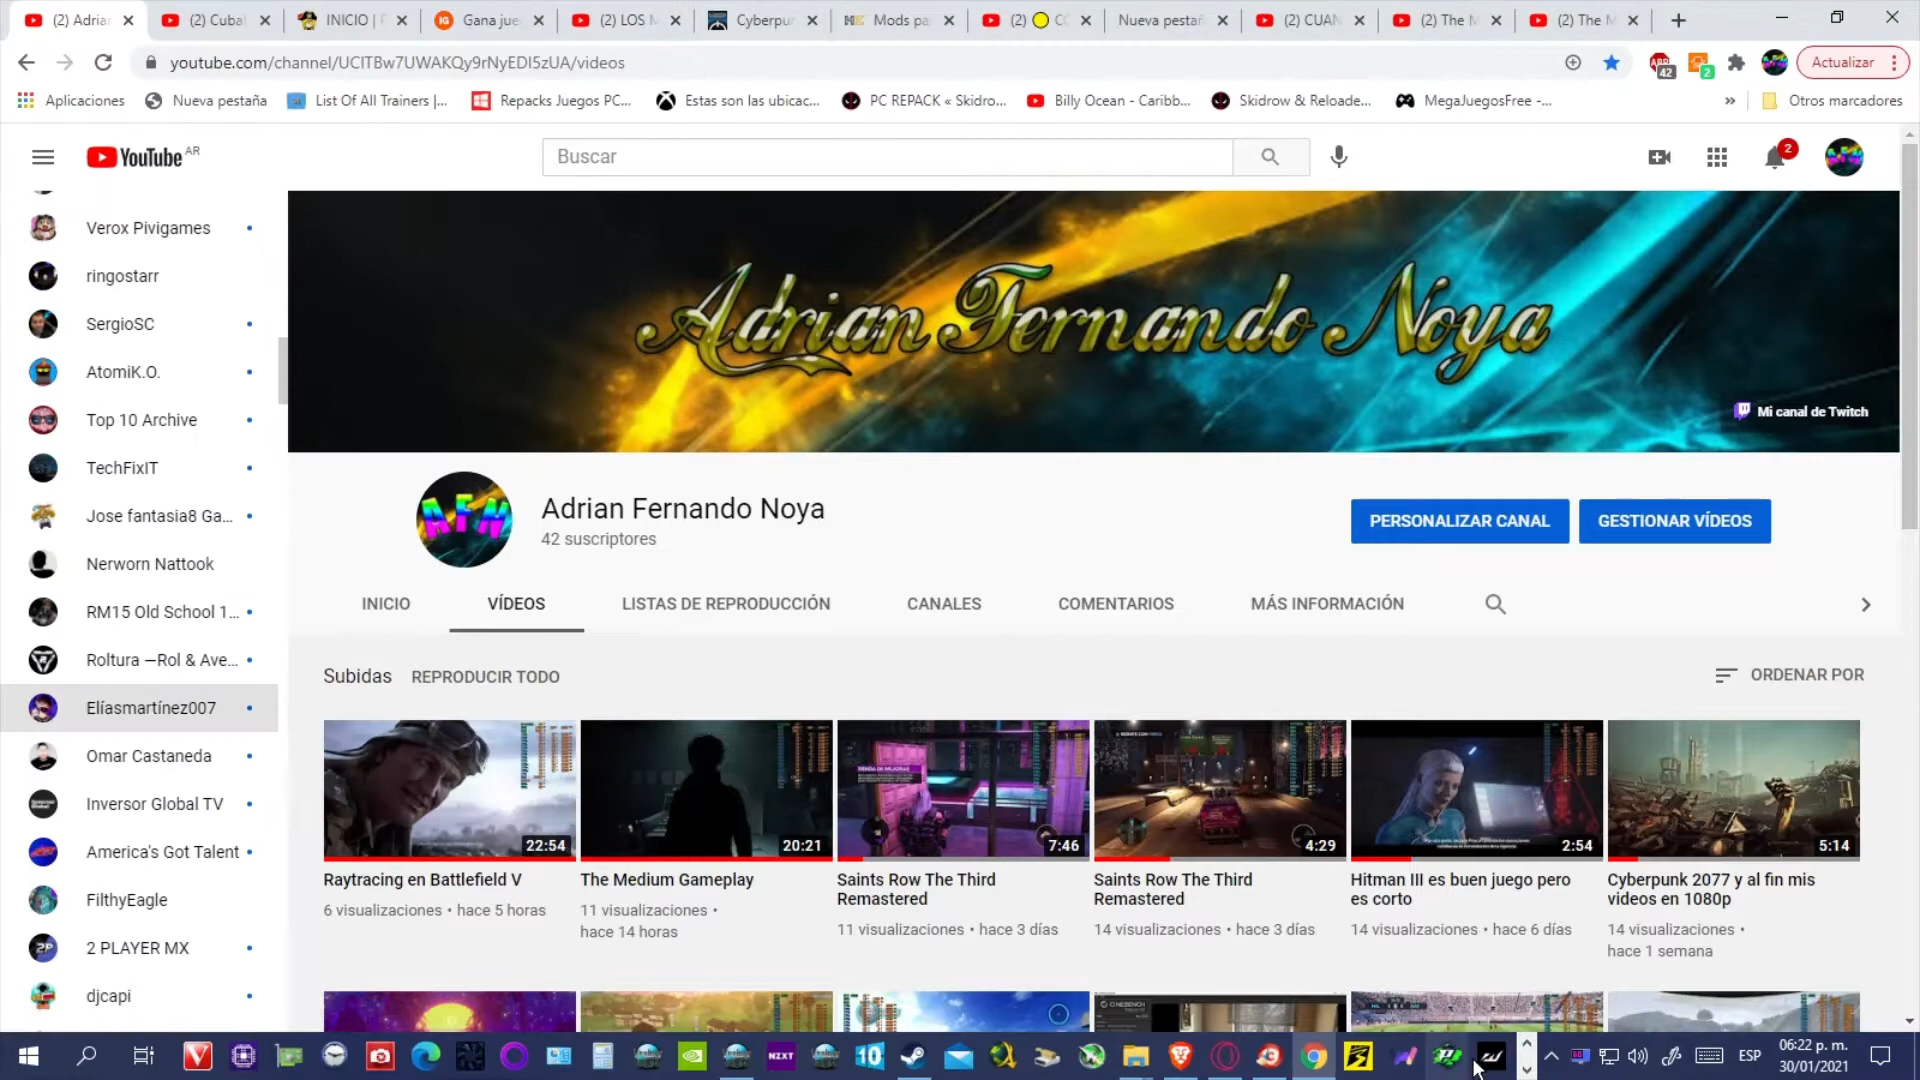 (2) Adria
(2) Cubal
INICIO | F
Gana jue
(2) LOS M
Cyberpun
Mods pa
(2)
Nueva pestañ
(2) CUAN
(2) The M
(2) The M
youtube.com/channel/UCITBw7UWAKQy9rNyEDI5zUA/videos
42
2
Actualizar
Aplicaciones
Nueva pestaña
List Of All Trainers |...
Repacks Juegos PC...
Estas son las ubicac...
PC REPACK « Skidro...
Billy Ocean - Caribb...
Skidrow & Reloade...
MegaJuegosFree -...
»
Otros marcadores
YouTube AR
Buscar
2
Verox Pivigames
ringostarr
SergioSC
AtomiK.O.
Top 10 Archive
TechFixIT
Jose fantasia8 Ga...
Nerworn Nattook
RM15 Old School 1...
Roltura —Rol & Ave...
Elíasmartínez007
Omar Castaneda
Inversor Global TV
America's Got Talent
FilthyEagle
2 PLAYER MX
djcapi
Adrian Fernando Noya
Mi canal de Twitch
AFN
Adrian Fernando Noya
42 suscriptores
PERSONALIZAR CANAL
GESTIONAR VÍDEOS
INICIO
VÍDEOS
LISTAS DE REPRODUCCIÓN
CANALES
COMENTARIOS
MÁS INFORMACIÓN
Subidas
REPRODUCIR TODO
ORDENAR POR
22:54
Raytracing en Battlefield V
6 visualizaciones • hace 5 horas
20:21
The Medium Gameplay
11 visualizaciones •
hace 14 horas
7:46
Saints Row The Third
Remastered
11 visualizaciones • hace 3 días
4:29
Saints Row The Third
Remastered
14 visualizaciones • hace 3 días
2:54
Hitman III es buen juego pero
es corto
14 visualizaciones • hace 6 días
5:14
Cyberpunk 2077 y al fin mis
videos en 1080p
14 visualizaciones •
hace 1 semana
NZXT
10
ESP
06:22 p. m.
30/01/2021